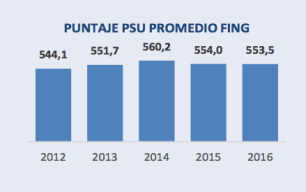 PUNTAJE PSU PROMEDIO FING
544,1 551,7 560,2 554,0 553,5
2012 2013 2014 2015 2016